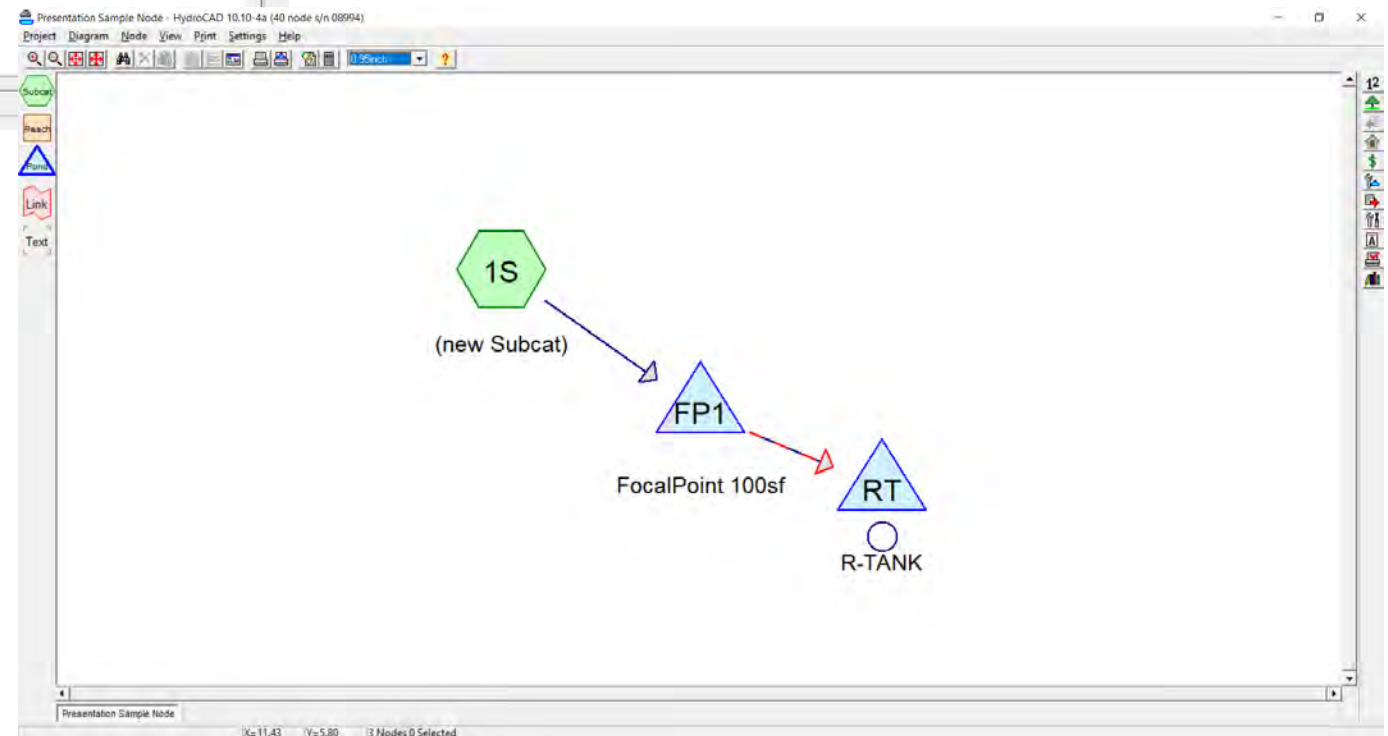 Presentation Sample Node - HydroCAD 10.10-4a (40 node s/n 08994)
Project Diagram Node View Print Settings Help
0.95inch
?
Subcat
12
Reach
Pond
$
Link
Text
A
1S
(new Subcat)
FP1
FocalPoint 100sf
RT
R-TANK
Presentation Sample Node
X=11.43 Y=5.80 3 Nodes 0 Selected